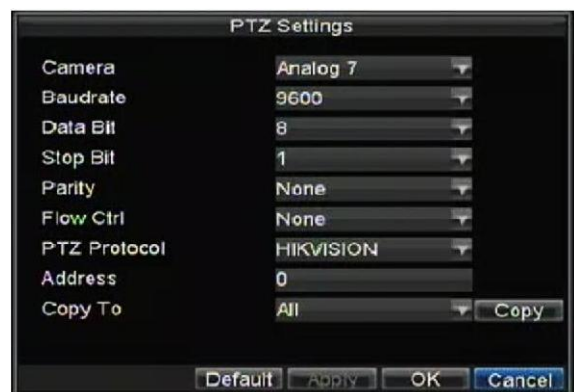 PTZ Settings
Camera Analog 7
Baudrate 9600
Data Bit 8
Stop Bit 1
Parity None
Flow Ctrl None
PTZ Protocol HIKVISION
Address 0
Copy To All Copy
Default Apply OK Cancel